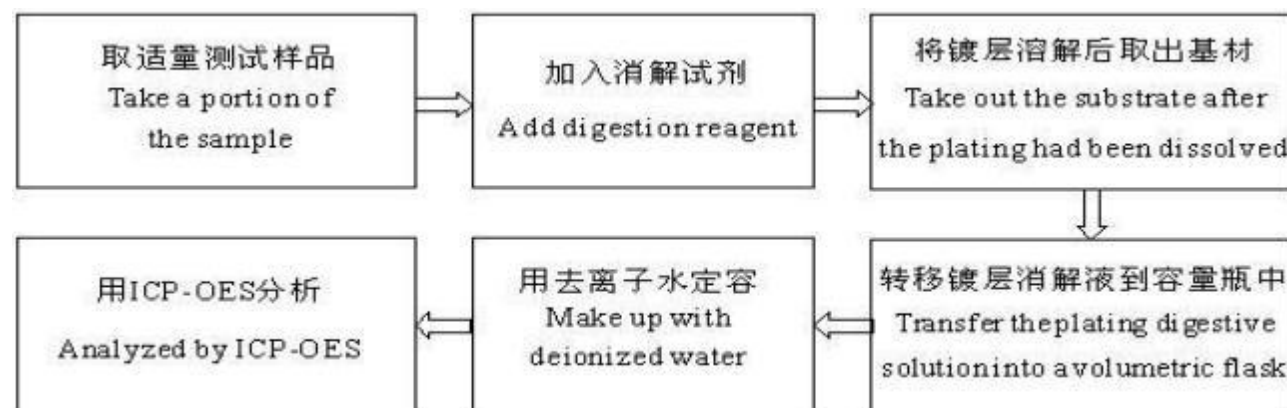 取适量测试样品
Take a portion of
the sample
加入消解试剂
Add digestion reagent
将镀层溶解后取出基材
Take out the substrate after
the plating had been dissolved
转移镀层消解液到容量瓶中
Transfer the plating digestive
solution into a volumetric flask
用去离子水定容
Make up with
deionized water
用ICP-OES分析
Analyzed by ICP-OES